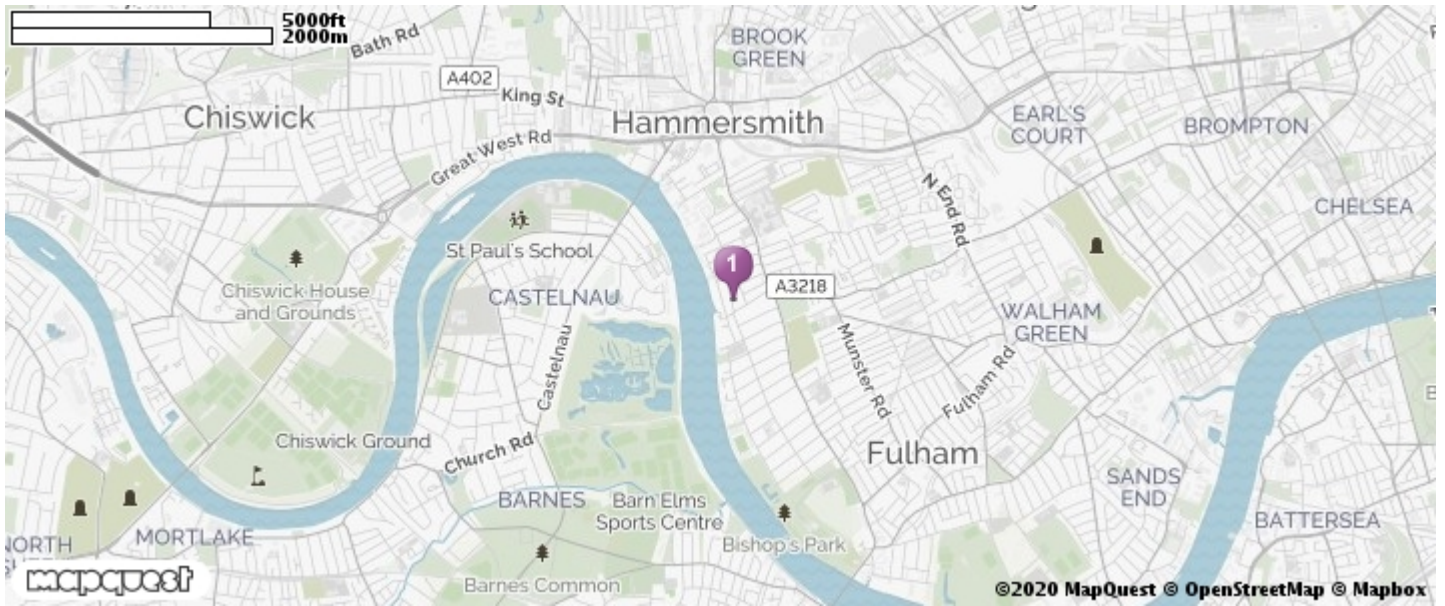 5000ft
2000m
Bath Rd
BROOK
GREEN
A402
King St
Chiswick
Hammersmith
EARL'S
COURT
BROMPTON
Great West Rd
N End Rd
CHELSEA
St Paul's School
1
Chiswick House
and Grounds
CASTELNAU
A3218
WALHAM
GREEN
Castelnau
Munster Rd
Fulham Rd
Chiswick Ground
Church Rd
Fulham
SANDS
END
BARNES
Barn Elms
Sports Centre
BATTERSEA
MORTLAKE
NORTH
Bishop's Park
mapquest
Barnes Common
©2020 MapQuest © OpenStreetMap © Mapbox